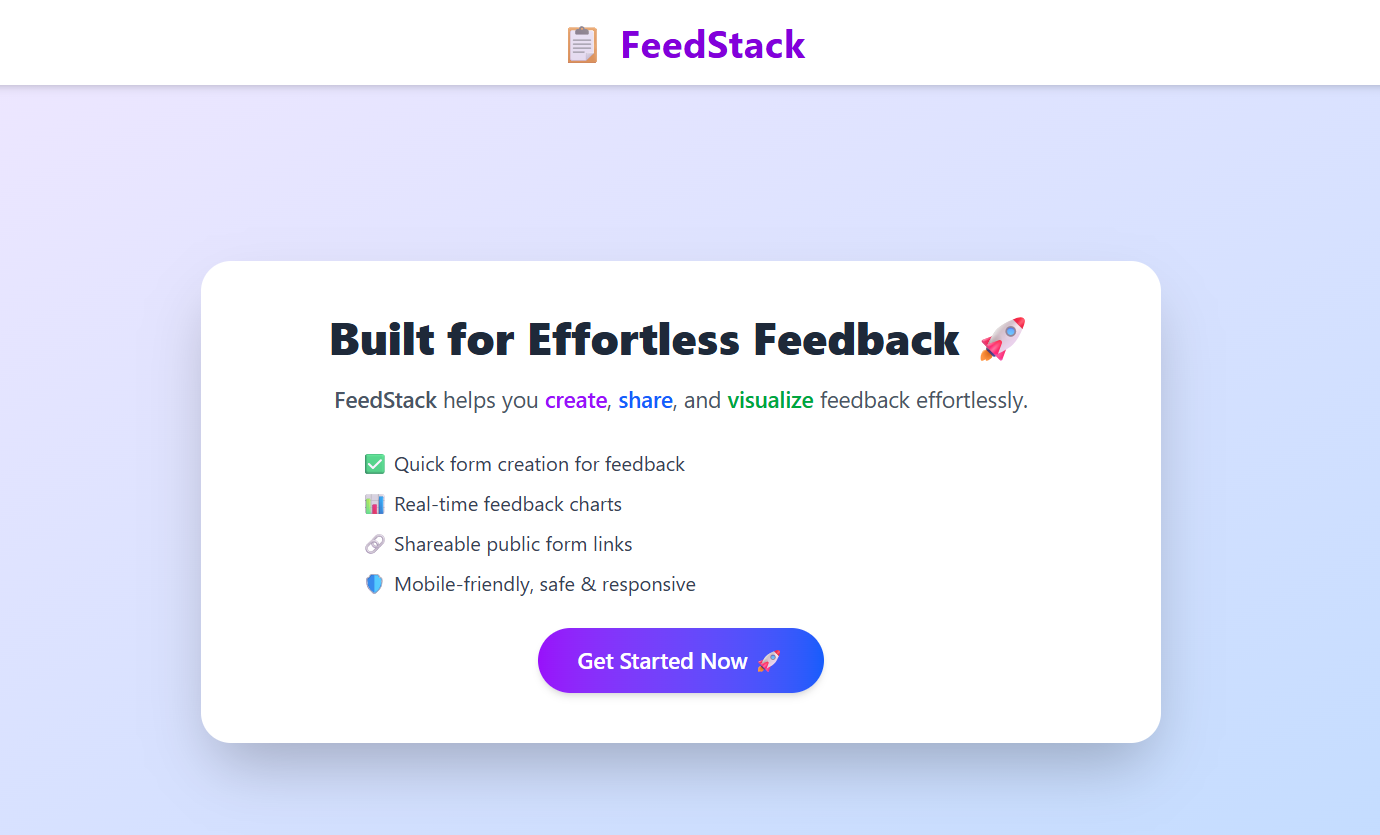 📋 FeedStack
Built for Effortless Feedback 🚀
FeedStack helps you create, share, and visualize feedback effortlessly.
✅ Quick form creation for feedback
📊 Real-time feedback charts
🔗 Shareable public form links
🛡️ Mobile-friendly, safe & responsive
Get Started Now 🚀